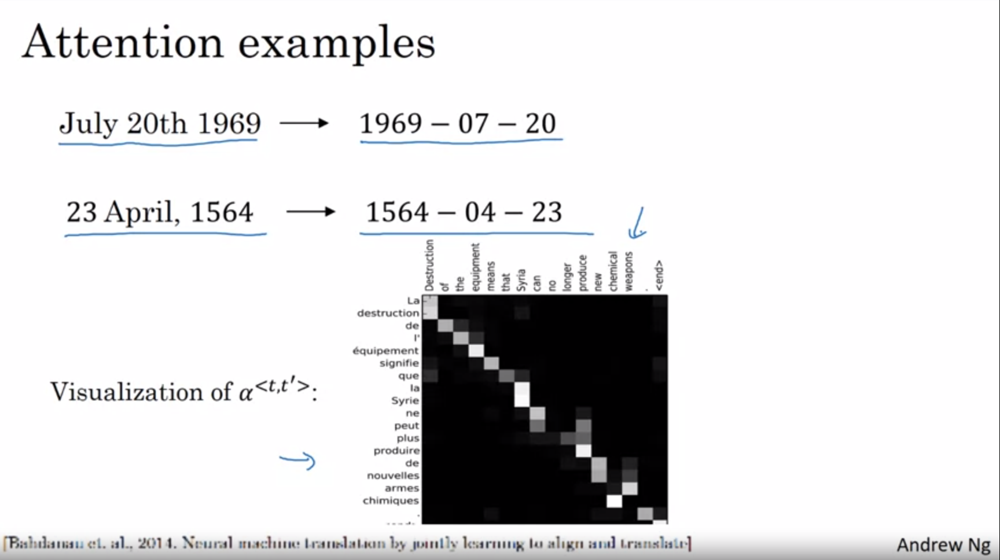 Attention examples
July 20th 1969 → 1969 – 07 – 20
23 April, 1564 → 1564 – 04 – 23
Destruction of the equipment means that Syria can no longer produce new chemical weapons . <end>
La
destruction
de
l'
équipement
signifie
que
la
Syrie
ne
peut
plus
produire
de
nouvelles
armes
chimiques
.
Visualization of α<t,t′>:
[Bahdanau et. al., 2014. Neural machine translation by jointly learning to align and translate]
Andrew Ng